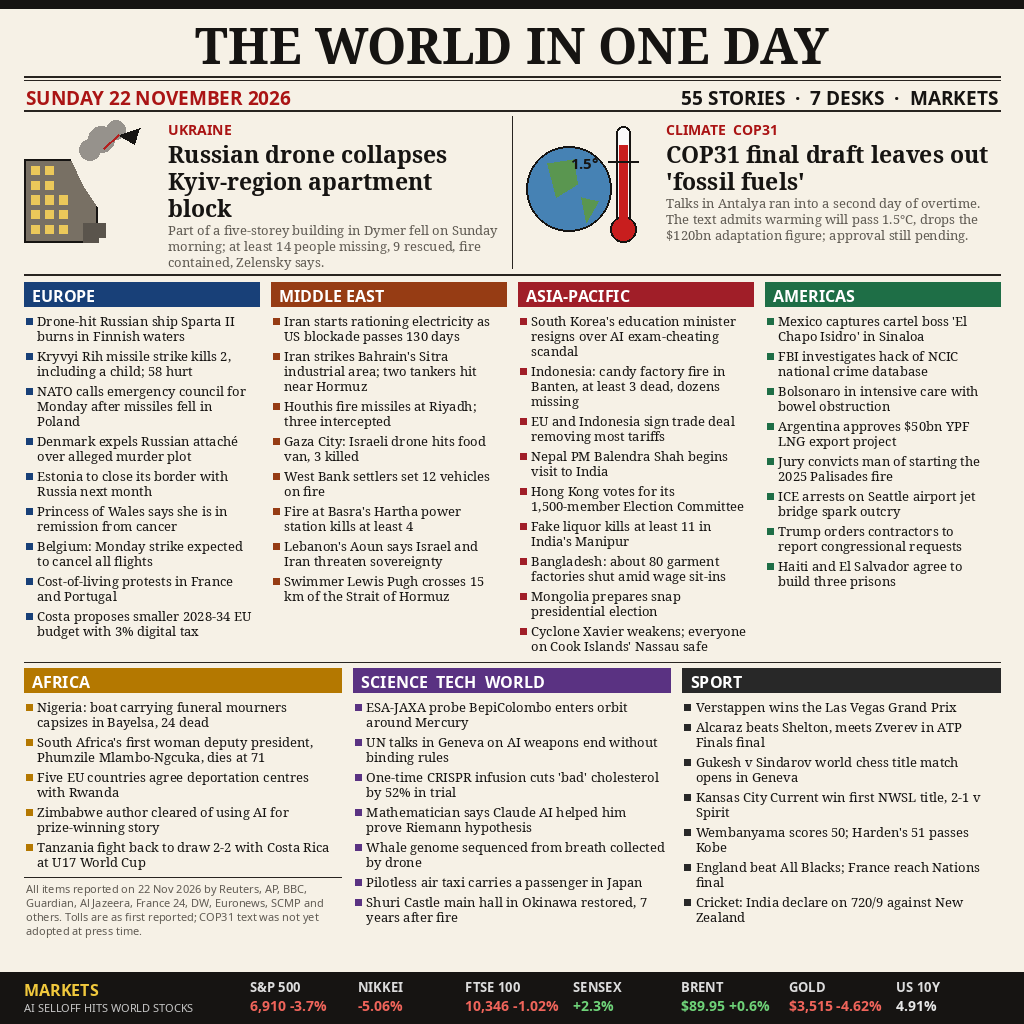 THE WORLD IN ONE DAY
SUNDAY 22 NOVEMBER 2026
55 STORIES · 7 DESKS · MARKETS
UKRAINE
Russian drone collapses
Kyiv-region apartment
block
Part of a five-storey building in Dymer fell on Sunday
morning; at least 14 people missing, 9 rescued, fire
contained, Zelensky says.
1.5°
CLIMATE COP31
COP31 final draft leaves out
'fossil fuels'
Talks in Antalya ran into a second day of overtime.
The text admits warming will pass 1.5°C, drops the
$120bn adaptation figure; approval still pending.
EUROPE
Drone-hit Russian ship Sparta II
burns in Finnish waters
Kryvyi Rih missile strike kills 2,
including a child; 58 hurt
NATO calls emergency council for
Monday after missiles fell in
Poland
Denmark expels Russian attaché
over alleged murder plot
Estonia to close its border with
Russia next month
Princess of Wales says she is in
remission from cancer
Belgium: Monday strike expected
to cancel all flights
Cost-of-living protests in France
and Portugal
Costa proposes smaller 2028-34 EU
budget with 3% digital tax
MIDDLE EAST
Iran starts rationing electricity as
US blockade passes 130 days
Iran strikes Bahrain's Sitra
industrial area; two tankers hit
near Hormuz
Houthis fire missiles at Riyadh;
three intercepted
Gaza City: Israeli drone hits food
van, 3 killed
West Bank settlers set 12 vehicles
on fire
Fire at Basra's Hartha power
station kills at least 4
Lebanon's Aoun says Israel and
Iran threaten sovereignty
Swimmer Lewis Pugh crosses 15
km of the Strait of Hormuz
ASIA-PACIFIC
South Korea's education minister
resigns over AI exam-cheating
scandal
Indonesia: candy factory fire in
Banten, at least 3 dead, dozens
missing
EU and Indonesia sign trade deal
removing most tariffs
Nepal PM Balendra Shah begins
visit to India
Hong Kong votes for its
1,500-member Election Committee
Fake liquor kills at least 11 in
India's Manipur
Bangladesh: about 80 garment
factories shut amid wage sit-ins
Mongolia prepares snap
presidential election
Cyclone Xavier weakens; everyone
on Cook Islands' Nassau safe
AMERICAS
Mexico captures cartel boss 'El
Chapo Isidro' in Sinaloa
FBI investigates hack of NCIC
national crime database
Bolsonaro in intensive care with
bowel obstruction
Argentina approves $50bn YPF
LNG export project
Jury convicts man of starting the
2025 Palisades fire
ICE arrests on Seattle airport jet
bridge spark outcry
Trump orders contractors to
report congressional requests
Haiti and El Salvador agree to
build three prisons
AFRICA
Nigeria: boat carrying funeral mourners
capsizes in Bayelsa, 24 dead
South Africa's first woman deputy president,
Phumzile Mlambo-Ngcuka, dies at 71
Five EU countries agree deportation centres
with Rwanda
Zimbabwe author cleared of using AI for
prize-winning story
Tanzania fight back to draw 2-2 with Costa Rica
at U17 World Cup
All items reported on 22 Nov 2026 by Reuters, AP, BBC,
Guardian, Al Jazeera, France 24, DW, Euronews, SCMP and
others. Tolls are as first reported; COP31 text was not yet
adopted at press time.
SCIENCE TECH WORLD
ESA-JAXA probe BepiColombo enters orbit
around Mercury
UN talks in Geneva on AI weapons end without
binding rules
One-time CRISPR infusion cuts 'bad' cholesterol
by 52% in trial
Mathematician says Claude AI helped him
prove Riemann hypothesis
Whale genome sequenced from breath collected
by drone
Pilotless air taxi carries a passenger in Japan
Shuri Castle main hall in Okinawa restored, 7
years after fire
SPORT
Verstappen wins the Las Vegas Grand Prix
Alcaraz beats Shelton, meets Zverev in ATP
Finals final
Gukesh v Sindarov world chess title match
opens in Geneva
Kansas City Current win first NWSL title, 2-1 v
Spirit
Wembanyama scores 50; Harden's 51 passes
Kobe
England beat All Blacks; France reach Nations
final
Cricket: India declare on 720/9 against New
Zealand
MARKETS
AI SELLOFF HITS WORLD STOCKS
S&P 500
6,910 -3.7%
NIKKEI
-5.06%
FTSE 100
10,346 -1.02%
SENSEX
+2.3%
BRENT
$89.95 +0.6%
GOLD
$3,515 -4.62%
US 10Y
4.91%